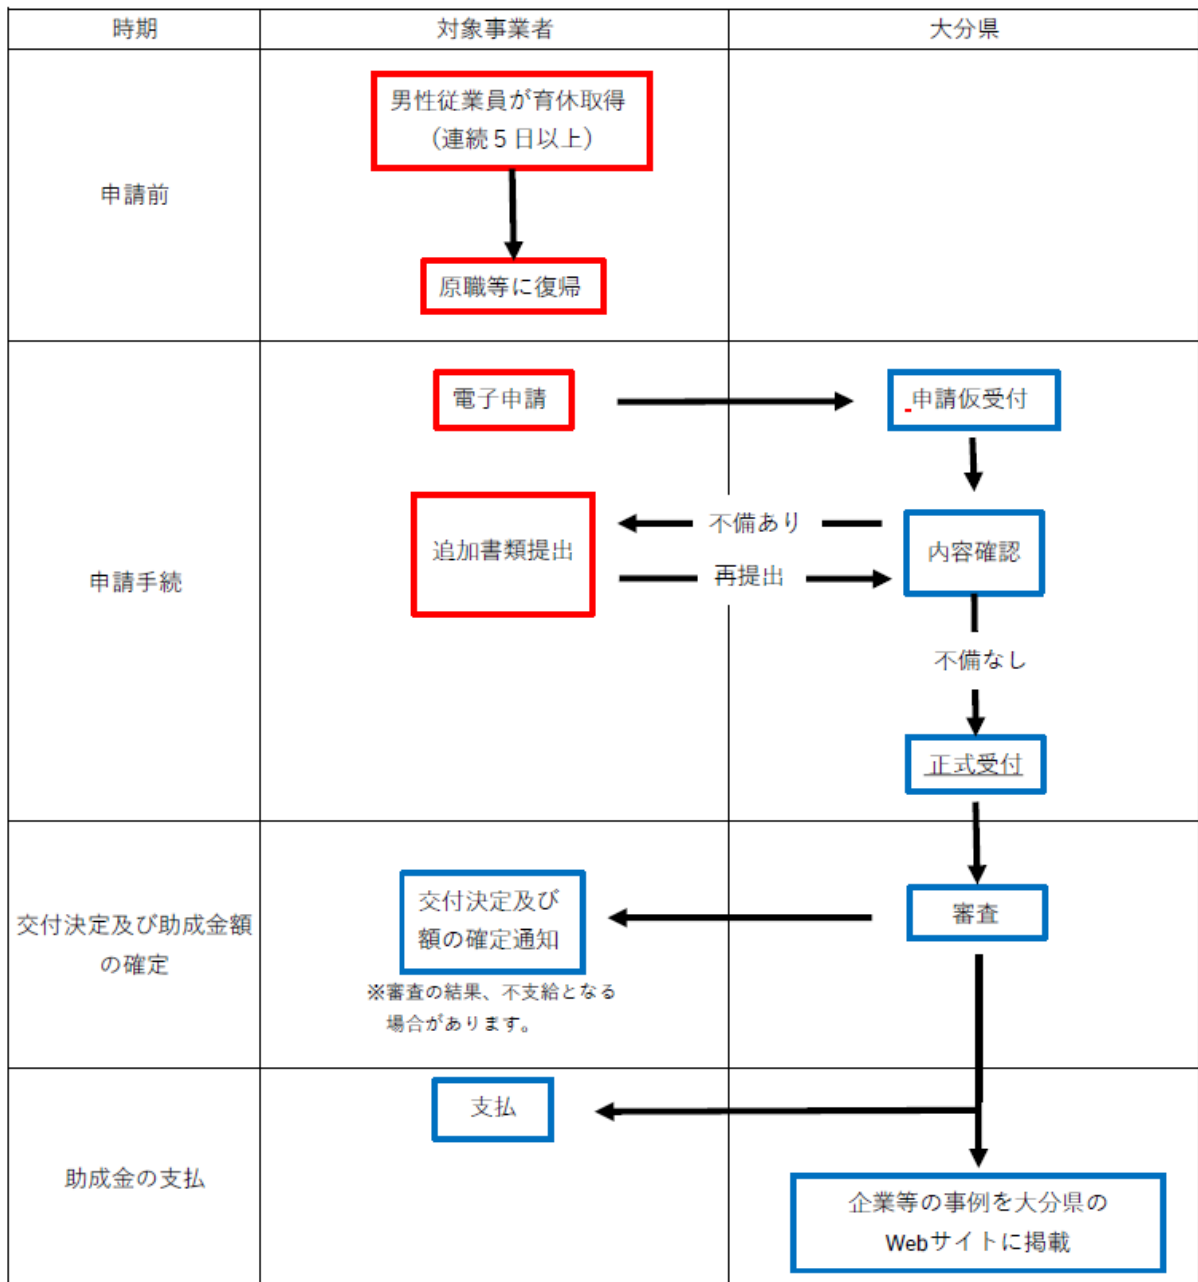 時期
対象事業者
大分県
申請前
男性従業員が育休取得
（連続５日以上）
原職等に復帰
申請手続
電子申請
申請仮受付
不備あり
追加書類提出
内容確認
再提出
不備なし
正式受付
交付決定及び助成金額
の確定
交付決定及び
額の確定通知
※審査の結果、不支給となる
場合があります。
審査
助成金の支払
支払
企業等の事例を大分県の
Webサイトに掲載